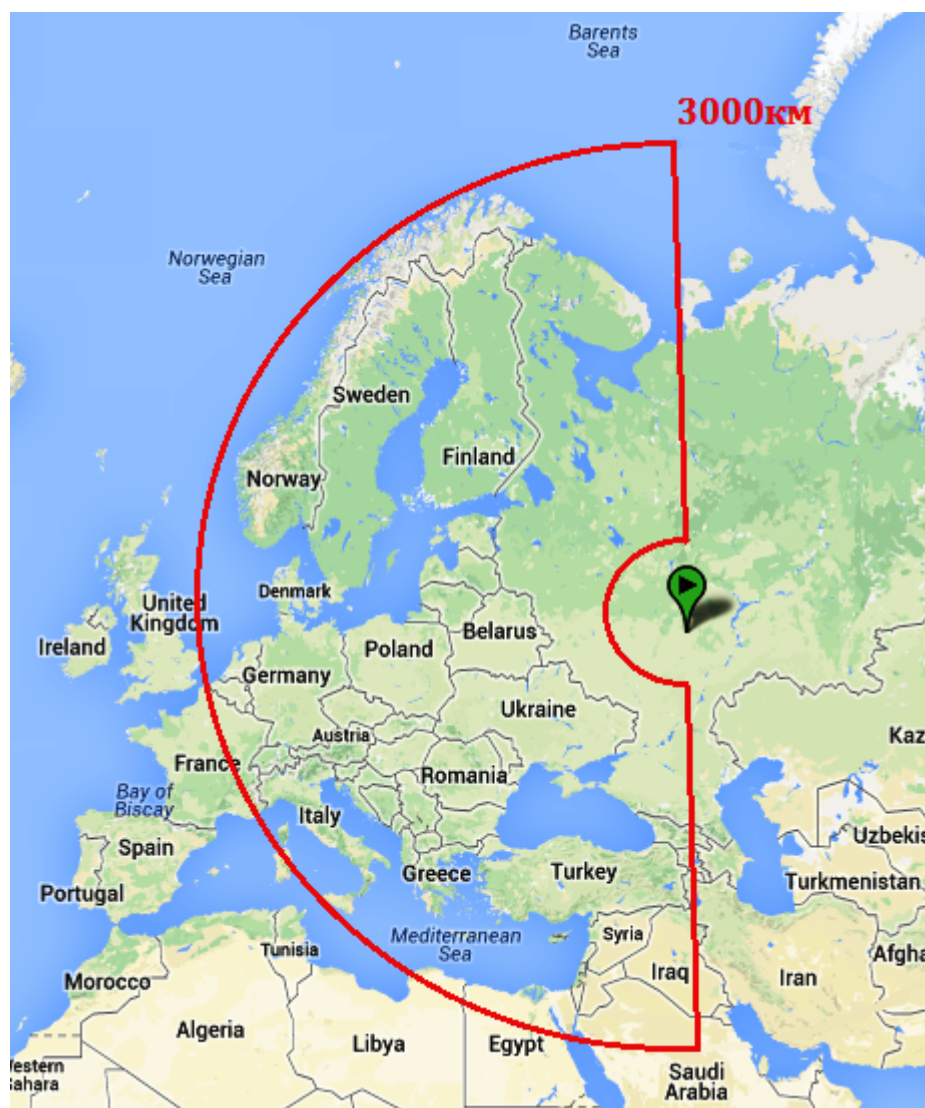 Barents
Sea
3000км
Norwegian
Sea
Sweden
Finland
Norway
Denmark
United
Kingdom
Ireland
Belarus
Poland
Germany
Ukraine
Austria
Kaz
France
Romania
Bay of
Biscay
Italy
Uzbekis
Spain
Greece
Turkey
Portugal
Turkmenistan
Mediterranean
Sea
Syria
Tunisia
Afgha
Iraq
Iran
Morocco
Algeria
Libya
Egypt
estern
Sahara
Saudi
Arabia